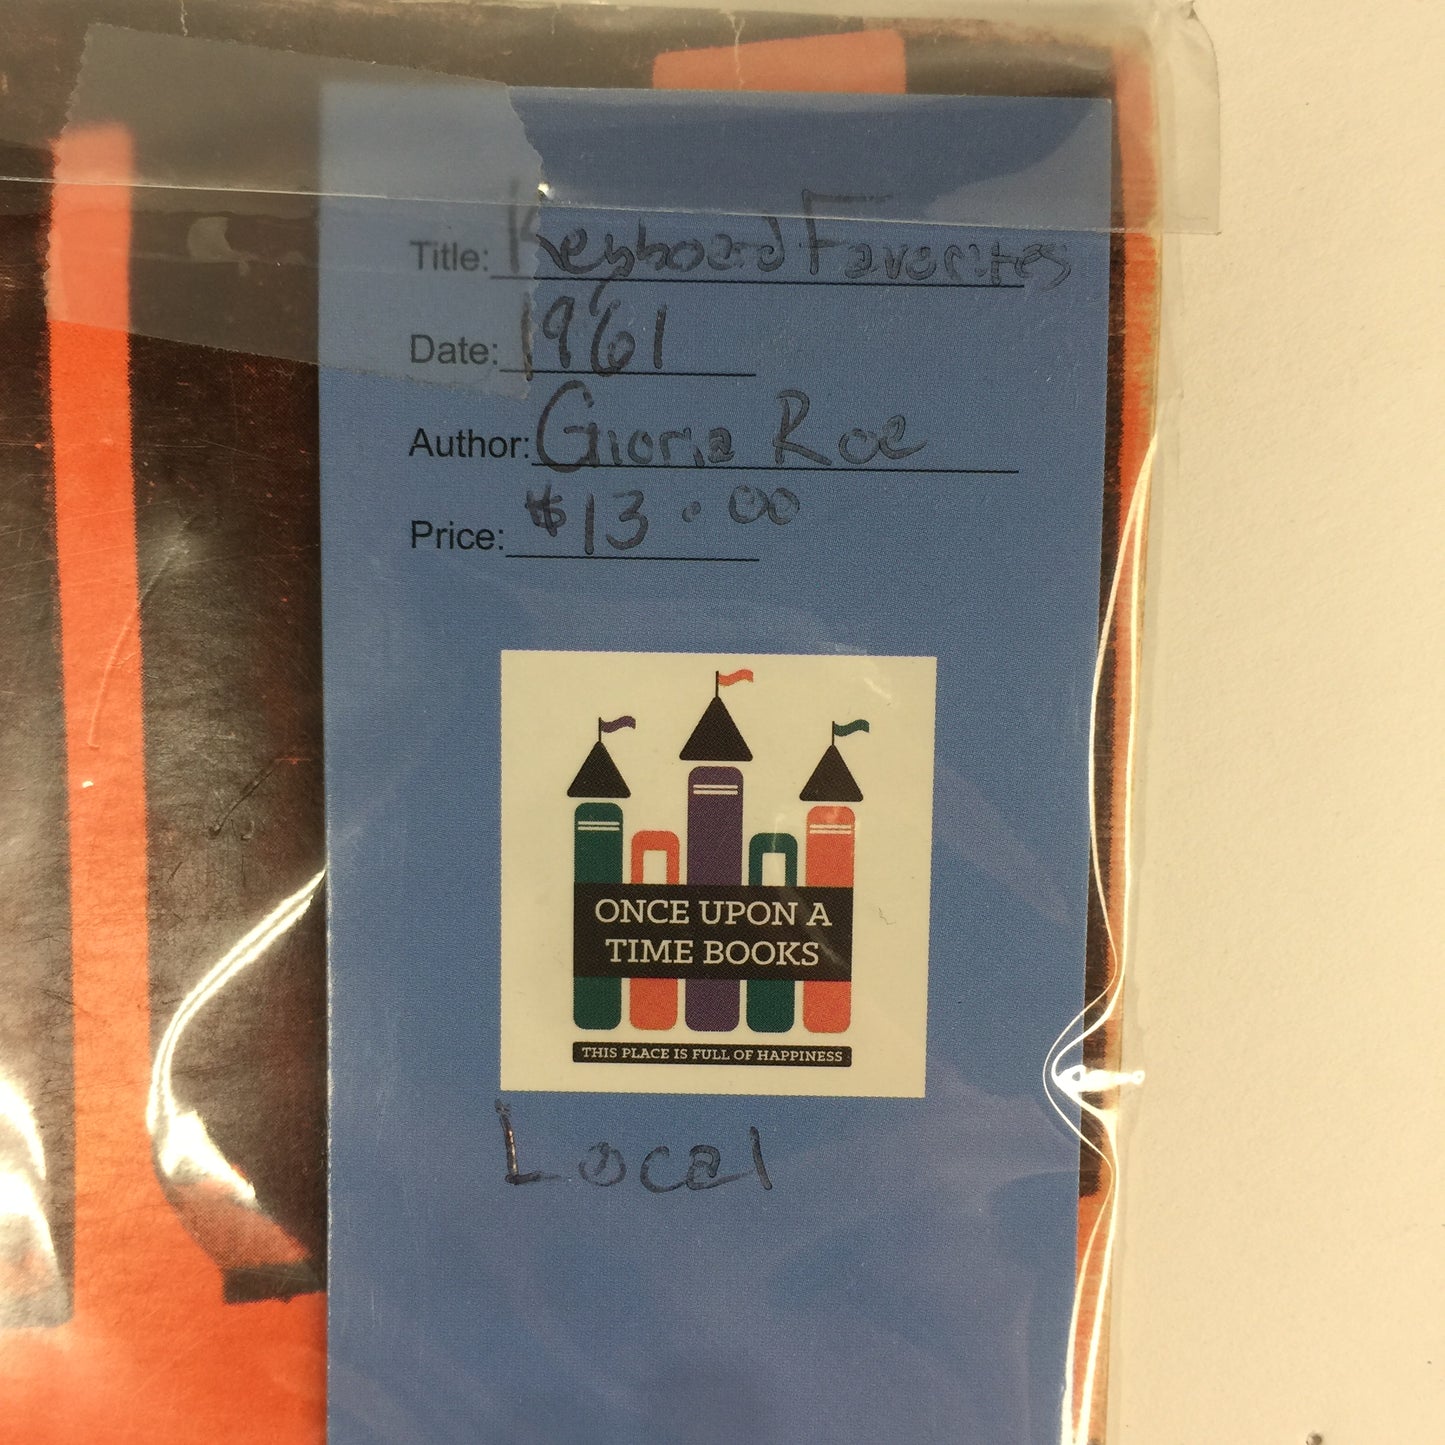 Title: Keyboard Favorites
Date: 1961
Author: Gloria Roe
Price: $13.00
ONCE UPON A
TIME BOOKS
THIS PLACE IS FULL OF HAPPINESS
Local